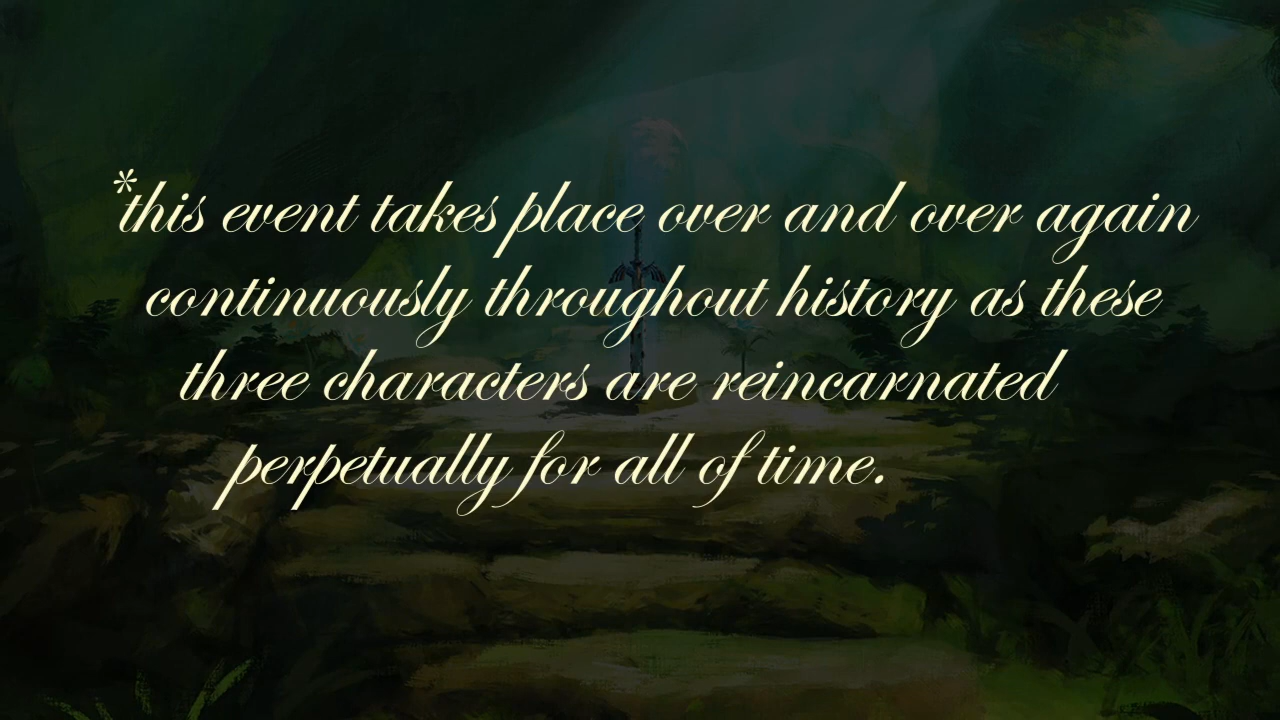 *this event takes place over and over again
continuously throughout history as these
three characters are reincarnated
perpetually for all of time.